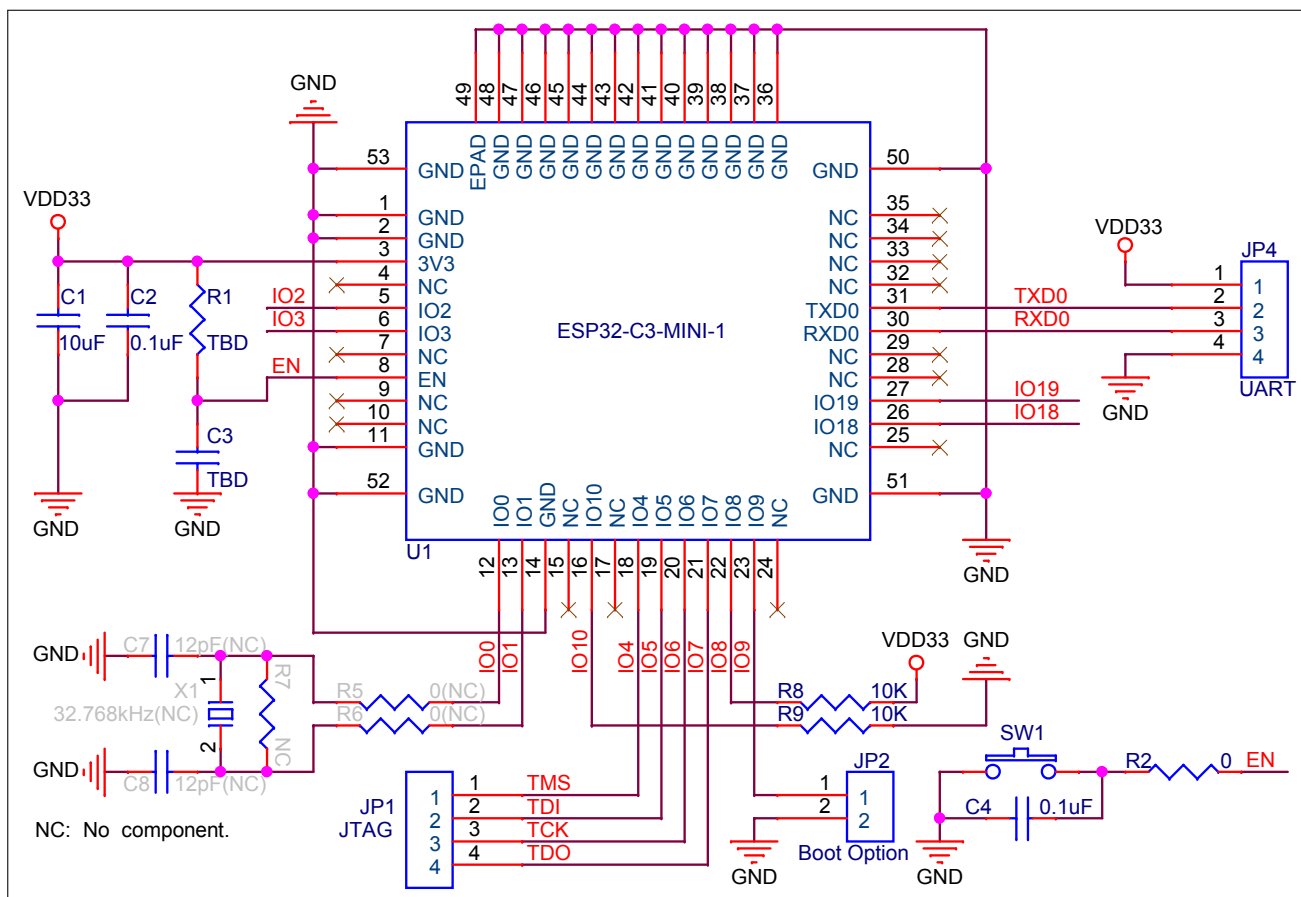 49 48 47 46 45 44 43 42 41 40 39 38 37 36
EPAD GND GND GND GND GND GND GND GND GND GND GND GND GND
GND
VDD33
53 GND
1 GND
2 GND
3 3V3
4 NC
5 IO2
6 IO3
7 NC
8 EN
9 NC
10 NC
11 GND
52 GND
IO2
IO3
EN
C1
10uF
C2
0.1uF
R1
TBD
C3
TBD
GND
GND
ESP32-C3-MINI-1
U1
GND 50
NC 35
NC 34
NC 33
NC 32
TXD0 31
RXD0 30
NC 29
NC 28
IO19 27
IO18 26
NC 25
GND 51
TXD0
RXD0
IO19
IO18
VDD33
JP4
1 1
2 2
3 3
4 4
UART
GND
GND
IO0 IO1 GND NC IO10 NC IO4 IO5 IO6 IO7 IO8 IO9 NC
12 13 14 15 16 17 18 19 20 21 22 23 24
IO0 IO1 IO10 IO4 IO5 IO6 IO7 IO8 IO9
GND C7 12pF(NC)
X1
1
32.768kHz(NC)
2
R7
NC
GND C8 12pF(NC)
R5 0(NC)
R6 0(NC)
NC: No component.
VDD33
GND
R8 10K
R9 10K
JP1
JTAG
1 1 TMS
2 2 TDI
3 3 TCK
4 4 TDO
JP2
1 1
2 2
Boot Option
GND
SW1
R2 0 EN
C4 0.1uF
GND